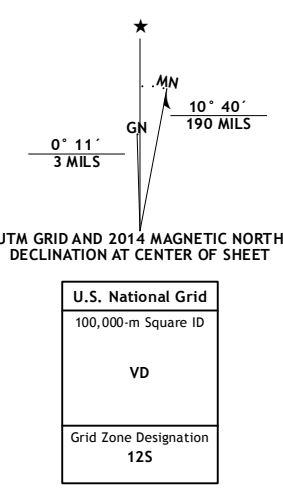 ★
MN
GN
10° 40´
190 MILS
0° 11´
3 MILS
UTM GRID AND 2014 MAGNETIC NORTH
DECLINATION AT CENTER OF SHEET
U.S. National Grid
100,000-m Square ID
VD
Grid Zone Designation
12S